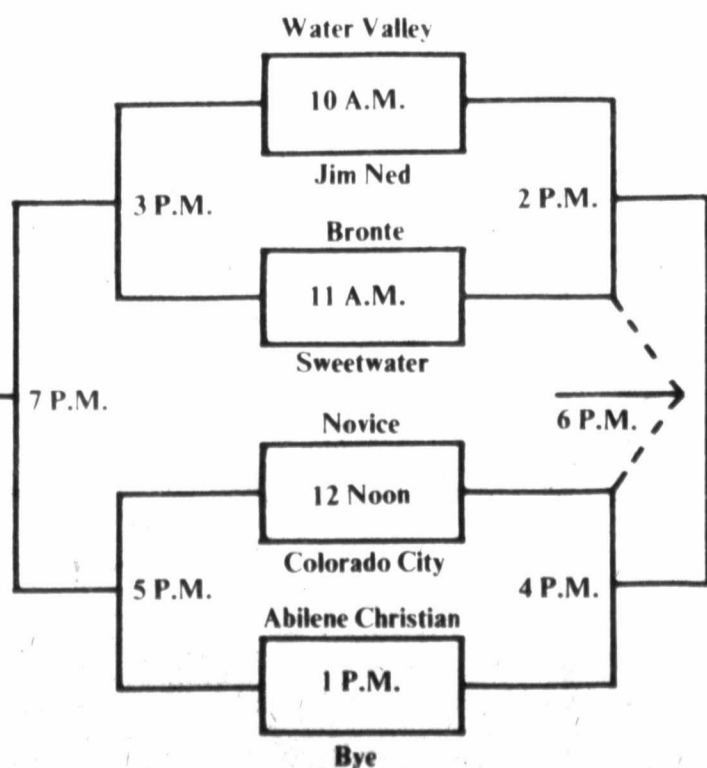 Water Valley
10 A.M.
Jim Ned
3 P.M.
2 P.M.
Bronte
11 A.M.
Sweetwater
7 P.M.
6 P.M.
Novice
12 Noon
Colorado City
5 P.M.
4 P.M.
Abilene Christian
1 P.M.
Bye